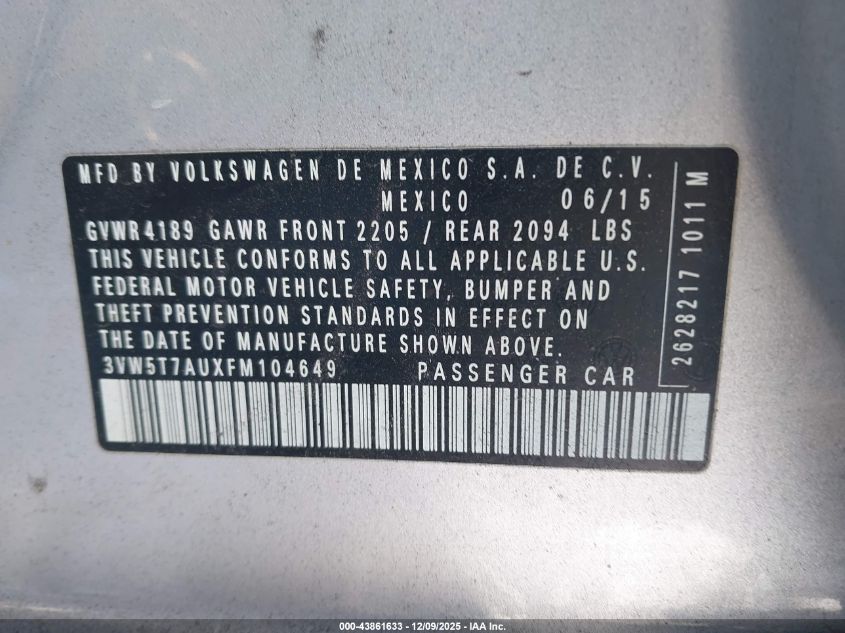 MFD BY VOLKSWAGEN DE MEXICO S.A. DE C.V.
MEXICO 06/15
GVWR 4189 GAWR FRONT 2205 / REAR 2094 LBS
THIS VEHICLE CONFORMS TO ALL APPLICABLE U.S.
FEDERAL MOTOR VEHICLE SAFETY, BUMPER AND
THEFT PREVENTION STANDARDS IN EFFECT ON
THE DATE OF MANUFACTURE SHOWN ABOVE.
3VW5T7AUXFM104649 PASSENGER CAR
2628217 1011 M
000-43861633 - 12/09/2025 - IAA Inc.